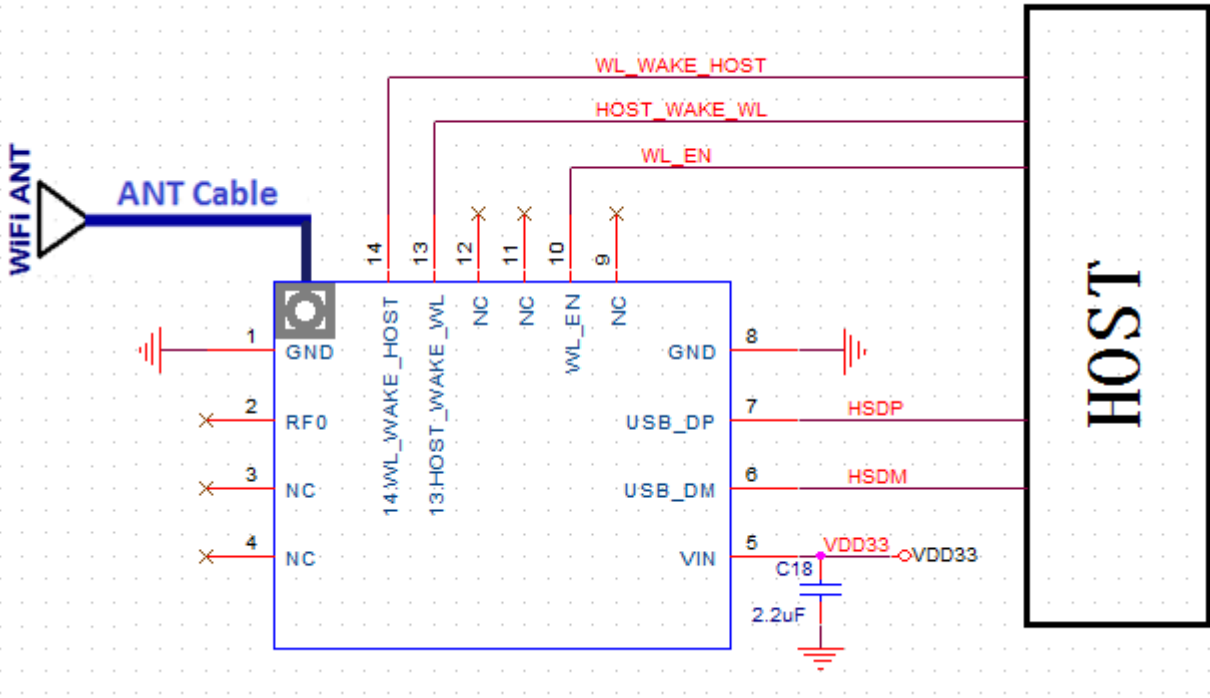 WL_WAKE_HOST
HOST_WAKE_WL
WL_EN
WiFi ANT
ANT Cable
HOST
14
13
12
11
10
9
14.WL_WAKE_HOST
13.HOST_WAKE_WL
NC
NC
WL_EN
NC
1
GND
2
RF0
3
NC
4
NC
8
GND
7
USB_DP
HSDP
6
USB_DM
HSDM
5
VIN
VDD33
VDD33
C18
2.2uF